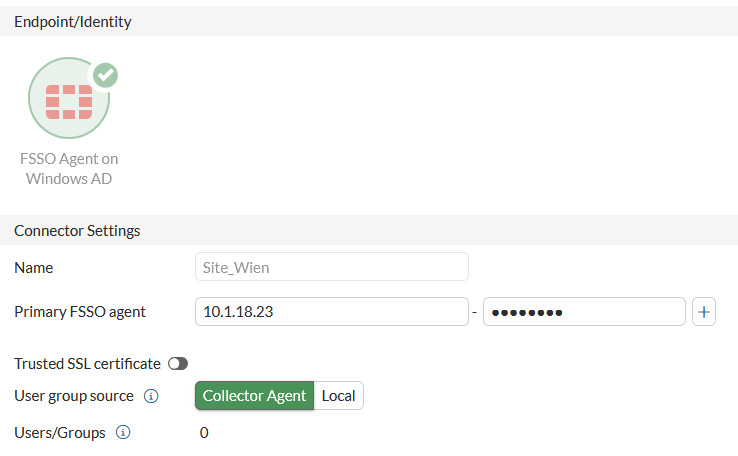 Endpoint/Identity
FSSO Agent on
Windows AD
Connector Settings
Name Site_Wien
Primary FSSO agent 10.1.18.23 - ●●●●●●●● +
Trusted SSL certificate
User group source Collector Agent Local
Users/Groups 0